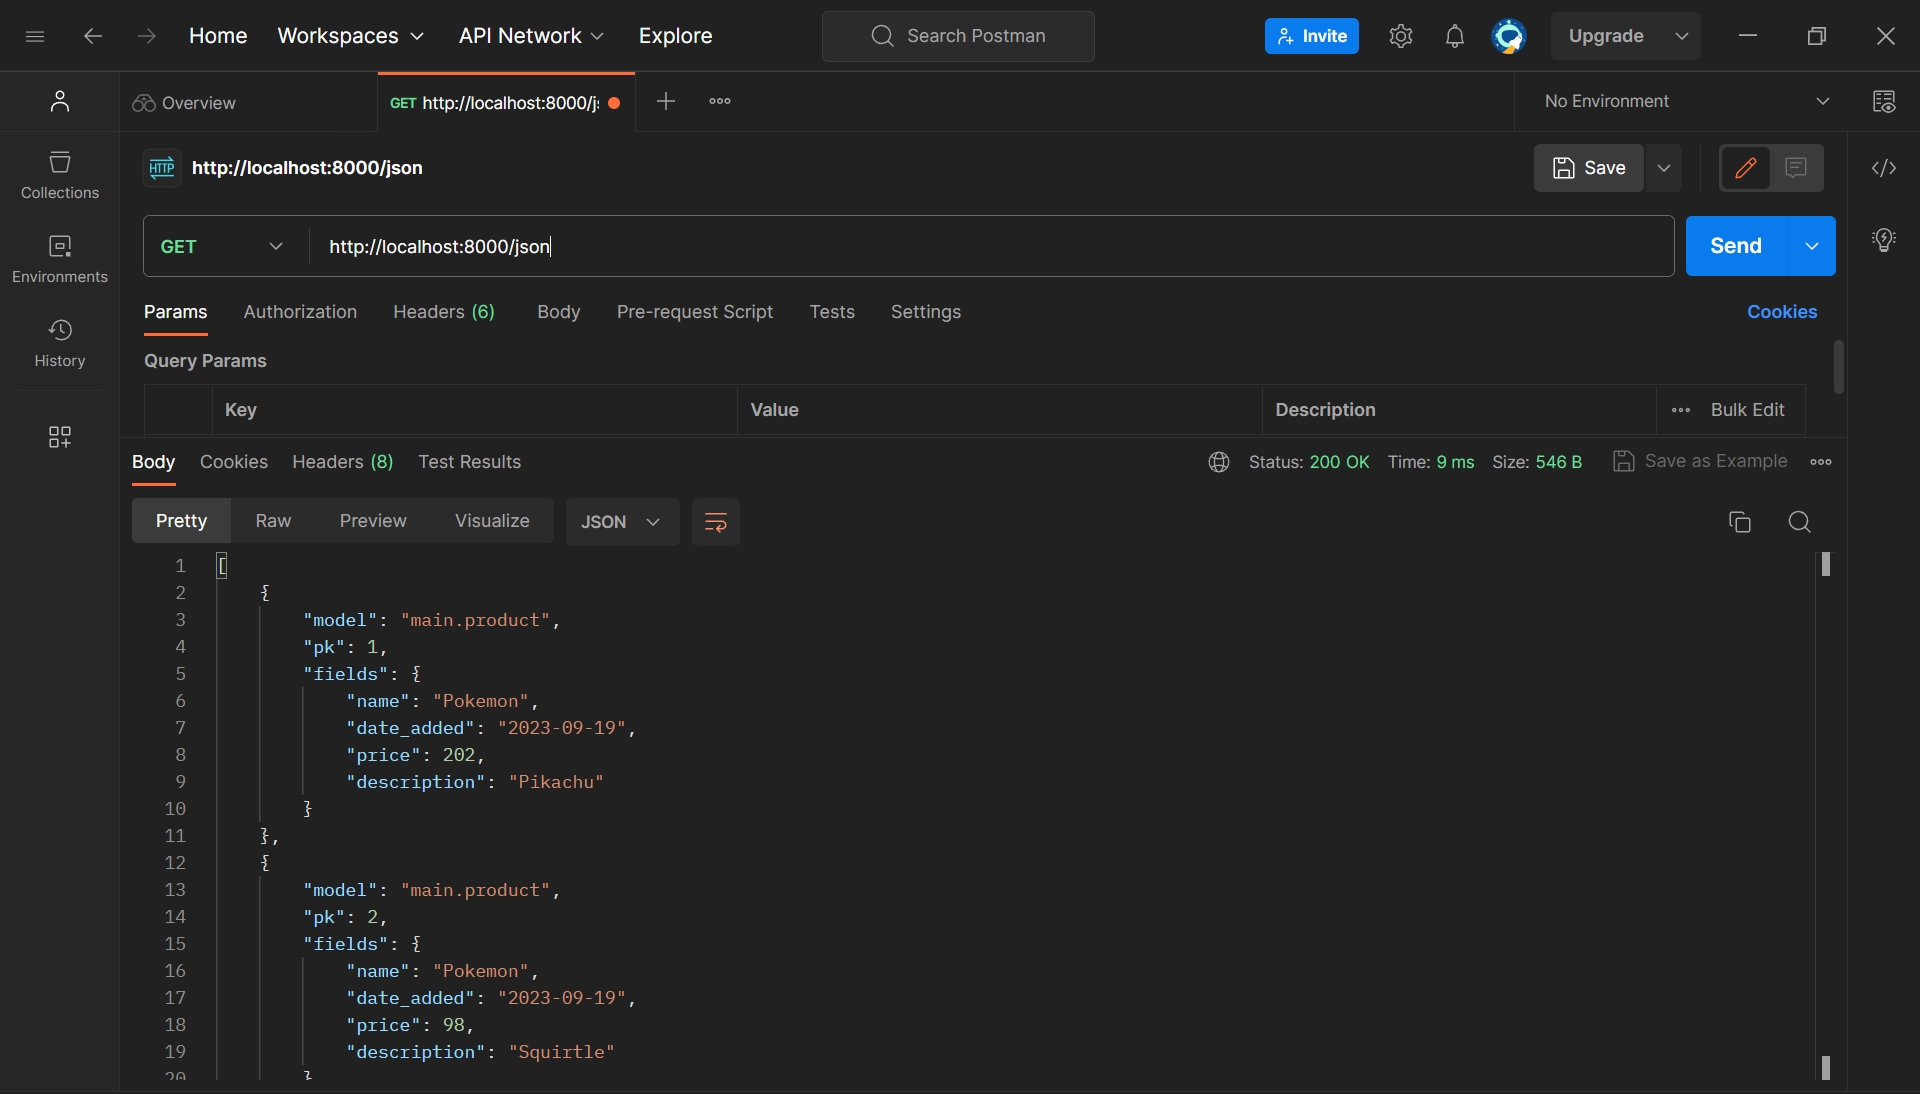 Home Workspaces API Network Explore Search Postman Invite Upgrade
Overview GET http://localhost:8000/j No Environment
HTTP http://localhost:8000/json Save
Collections
GET http://localhost:8000/json Send
Environments
Params Authorization Headers (6) Body Pre-request Script Tests Settings Cookies
History
Query Params
Key Value Description Bulk Edit
Body Cookies Headers (8) Test Results Status: 200 OK Time: 9 ms Size: 546 B Save as Example
Pretty Raw Preview Visualize JSON
1 [
2 {
3 "model": "main.product",
4 "pk": 1,
5 "fields": {
6 "name": "Pokemon",
7 "date_added": "2023-09-19",
8 "price": 202,
9 "description": "Pikachu"
10 }
11 },
12 {
13 "model": "main.product",
14 "pk": 2,
15 "fields": {
16 "name": "Pokemon",
17 "date_added": "2023-09-19",
18 "price": 98,
19 "description": "Squirtle"
20 }